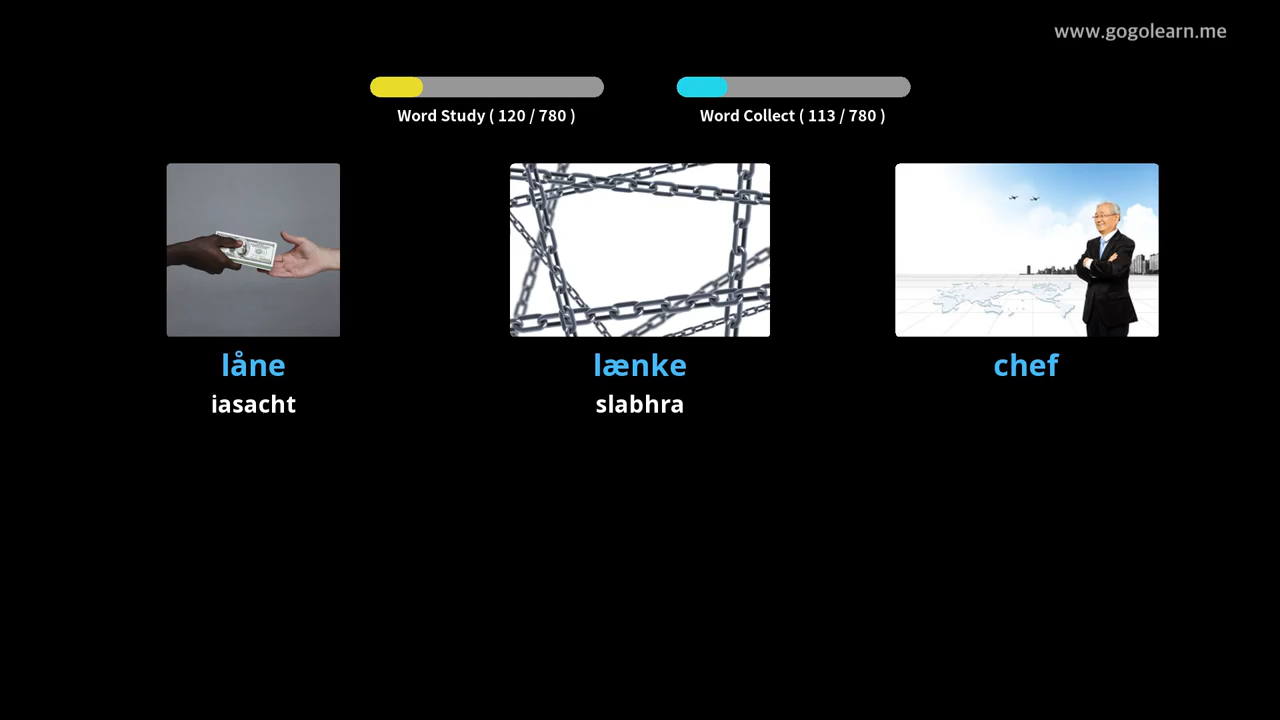 www.gogolearn.me
Word Study ( 120 / 780 )
Word Collect ( 113 / 780 )
låne
lænke
chef
iasacht
slabhra